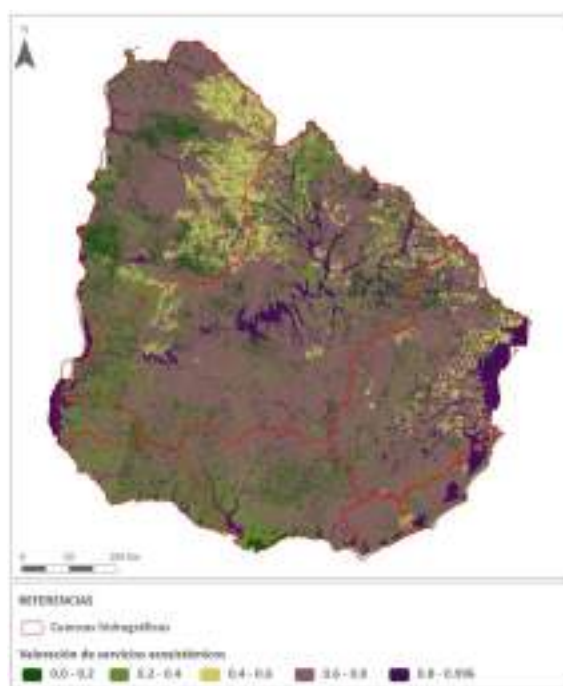 N
0
REFERENCIAS
Cuencas hidrográficas
Valoración de servicios ecosistémicos
0.0 - 0.2 0.2 - 0.4 0.4 - 0.6 0.6 - 0.8 0.8 - 0.996